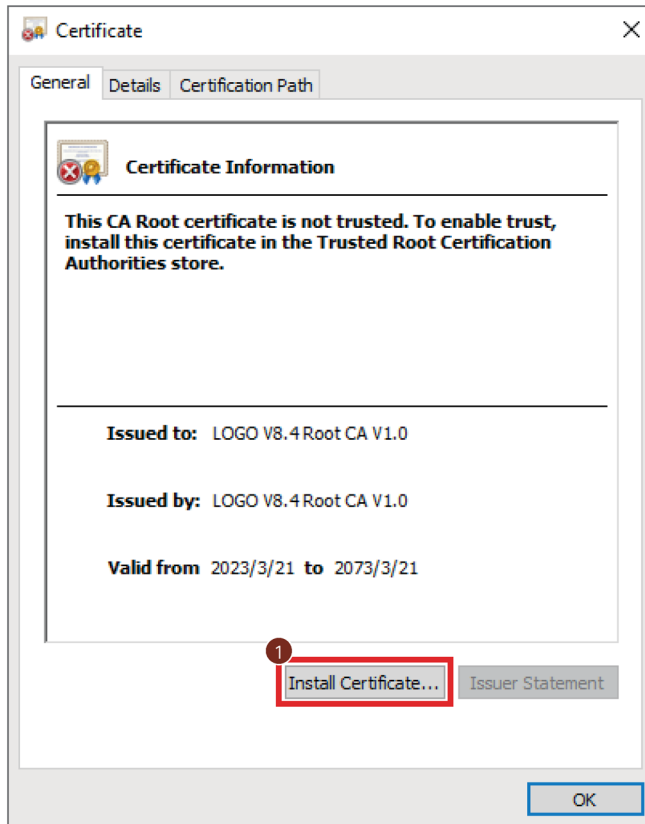 Certificate
General Details Certification Path
Certificate Information
This CA Root certificate is not trusted. To enable trust,
install this certificate in the Trusted Root Certification
Authorities store.
Issued to: LOGO V8.4 Root CA V1.0
Issued by: LOGO V8.4 Root CA V1.0
Valid from 2023/3/21 to 2073/3/21
1
Install Certificate... Issuer Statement
OK